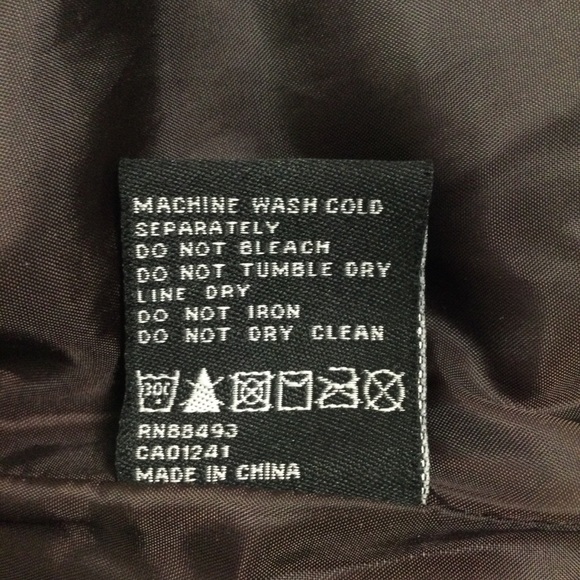 MACHINE WASH COLD
SEPARATELY
DO NOT BLEACH
DO NOT TUMBLE DRY
LINE DRY
DO NOT IRON
DO NOT DRY CLEAN
30C
RN88493
CA01241
MADE IN CHINA